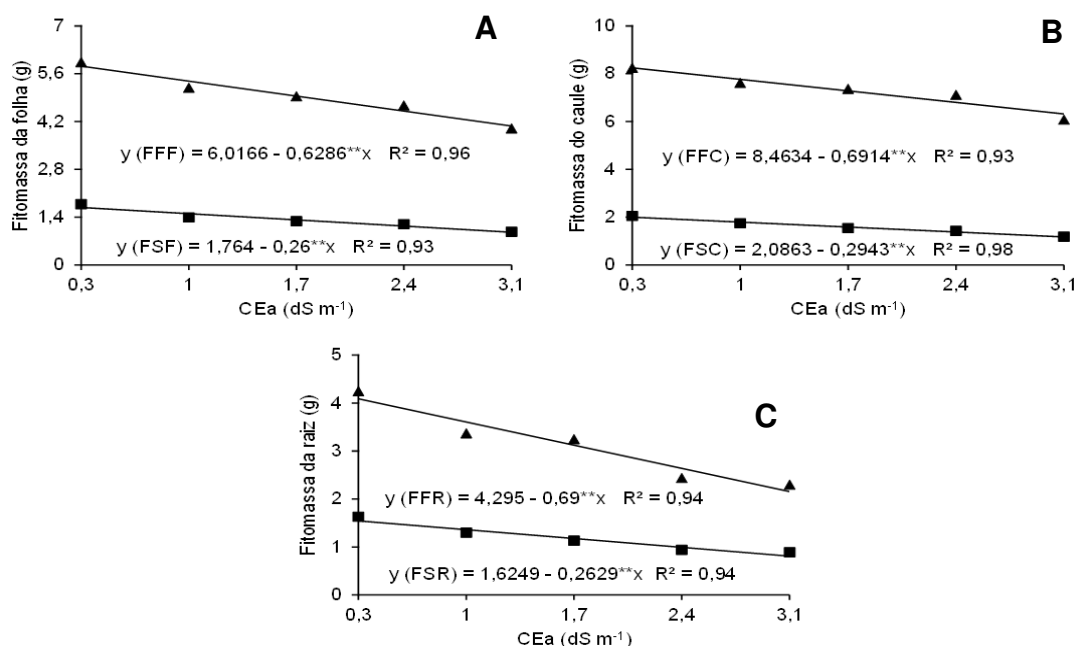 A
Fitomassa da folha (g)
7
5,6
4,2
2,8
1,4
0
y (FFF) = 6,0166 - 0,6286**x R² = 0,96
y (FSF) = 1,764 - 0,26**x R² = 0,93
0,3 1 1,7 2,4 3,1
CEa (dS m⁻¹)
B
Fitomassa do caule (g)
10
8
6
4
2
0
y (FFC) = 8,4634 - 0,6914**x R² = 0,93
y (FSC) = 2,0863 - 0,2943**x R² = 0,98
0,3 1 1,7 2,4 3,1
CEa (dS m⁻¹)
C
Fitomassa da raiz (g)
5
4
3
2
1
0
y (FFR) = 4,295 - 0,69**x R² = 0,94
y (FSR) = 1,6249 - 0,2629**x R² = 0,94
0,3 1 1,7 2,4 3,1
CEa (dS m⁻¹)